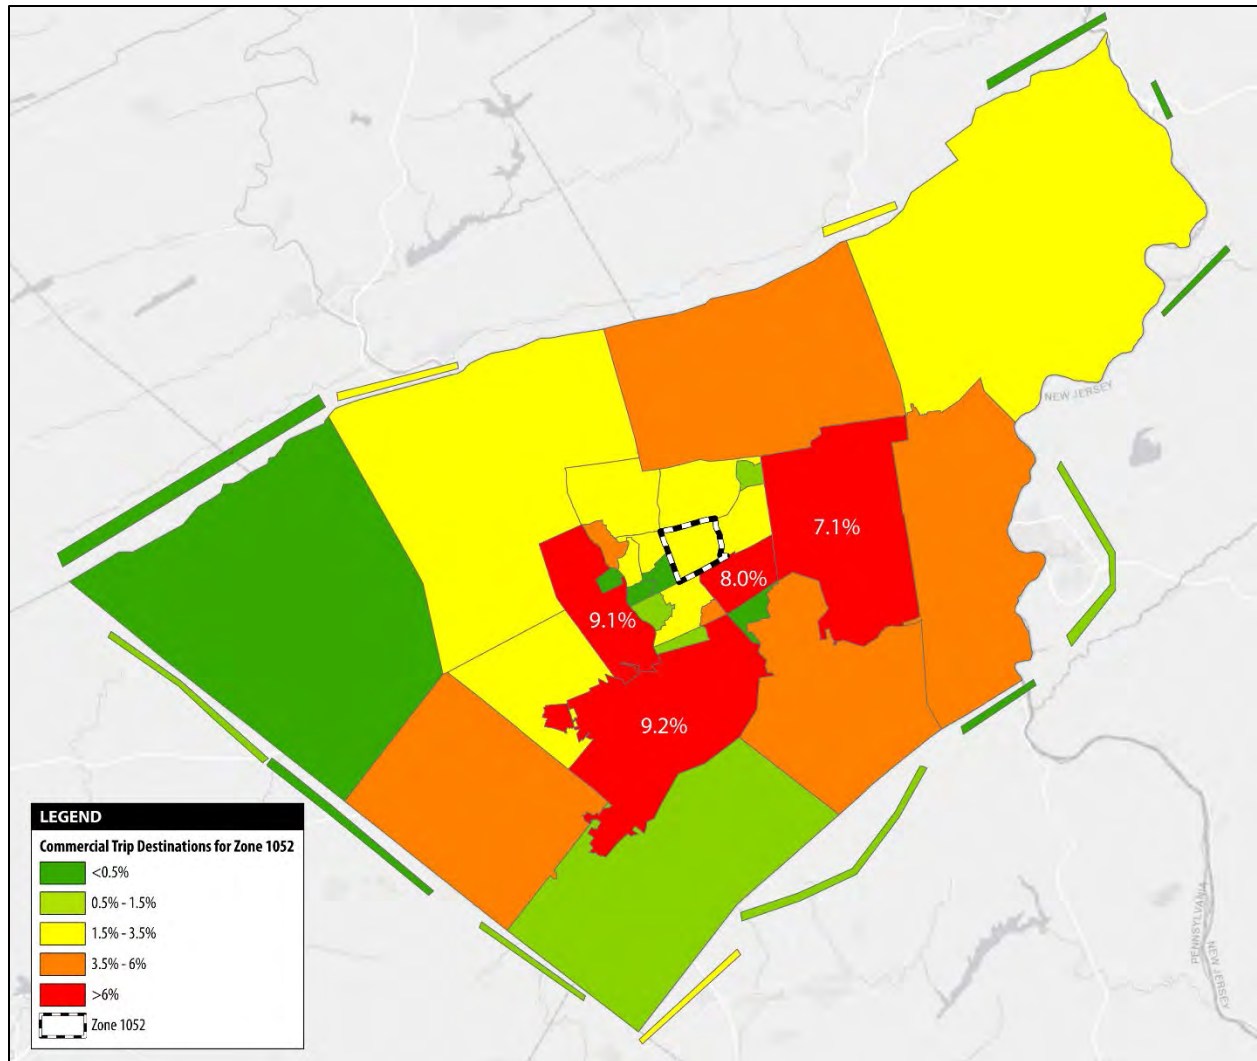 NEW JERSEY
7.1%
8.0%
9.1%
9.2%
LEGEND
Commercial Trip Destinations for Zone 1052
<0.5%
0.5% - 1.5%
1.5% - 3.5%
3.5% - 6%
>6%
Zone 1052
PENNSYLVANIA
NEW JERSEY